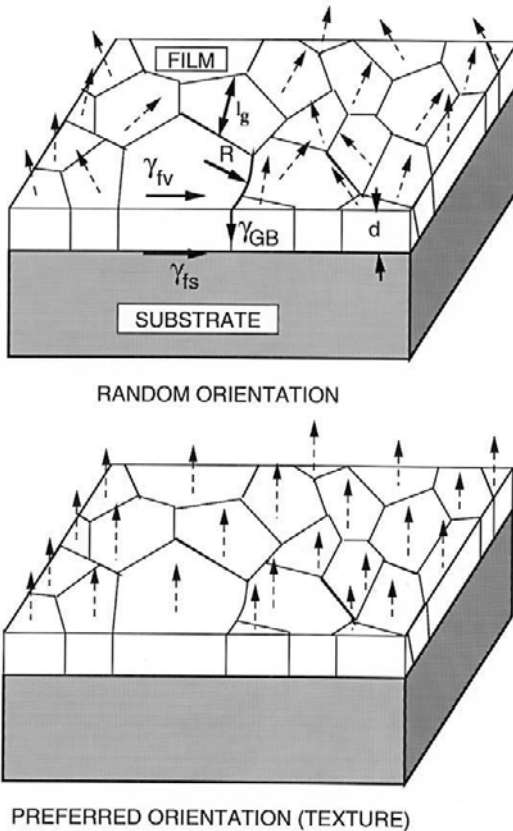 FILM
l_g
R
γ_fv
γ_GB
d
γ_fs
SUBSTRATE
RANDOM ORIENTATION
PREFERRED ORIENTATION (TEXTURE)